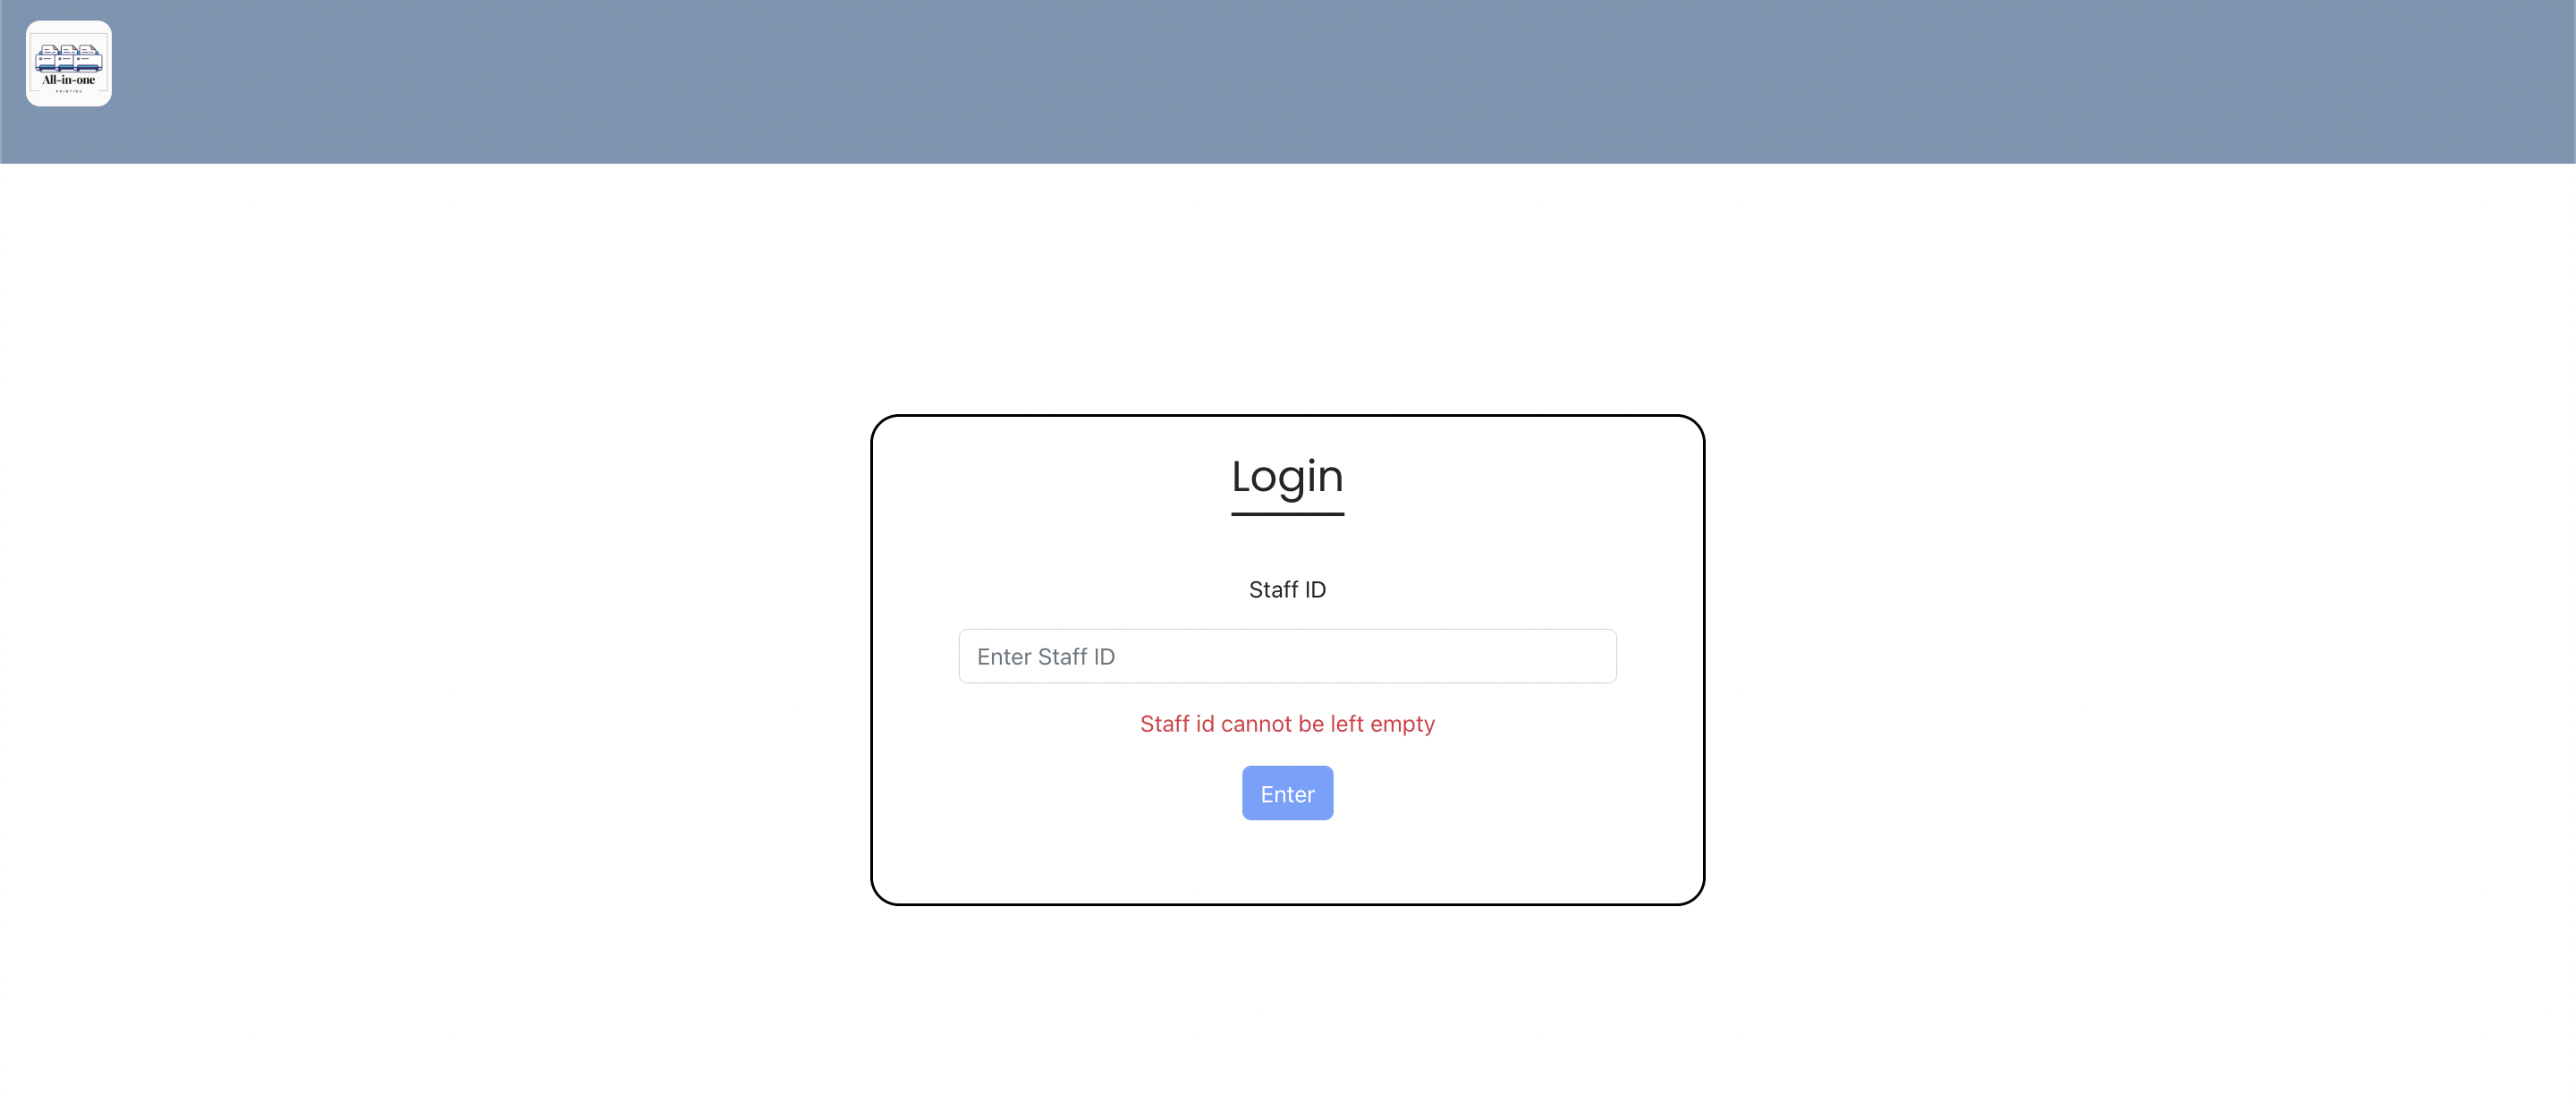 All-in-one
PRINTING
Login
Staff ID
Enter Staff ID
Staff id cannot be left empty
Enter